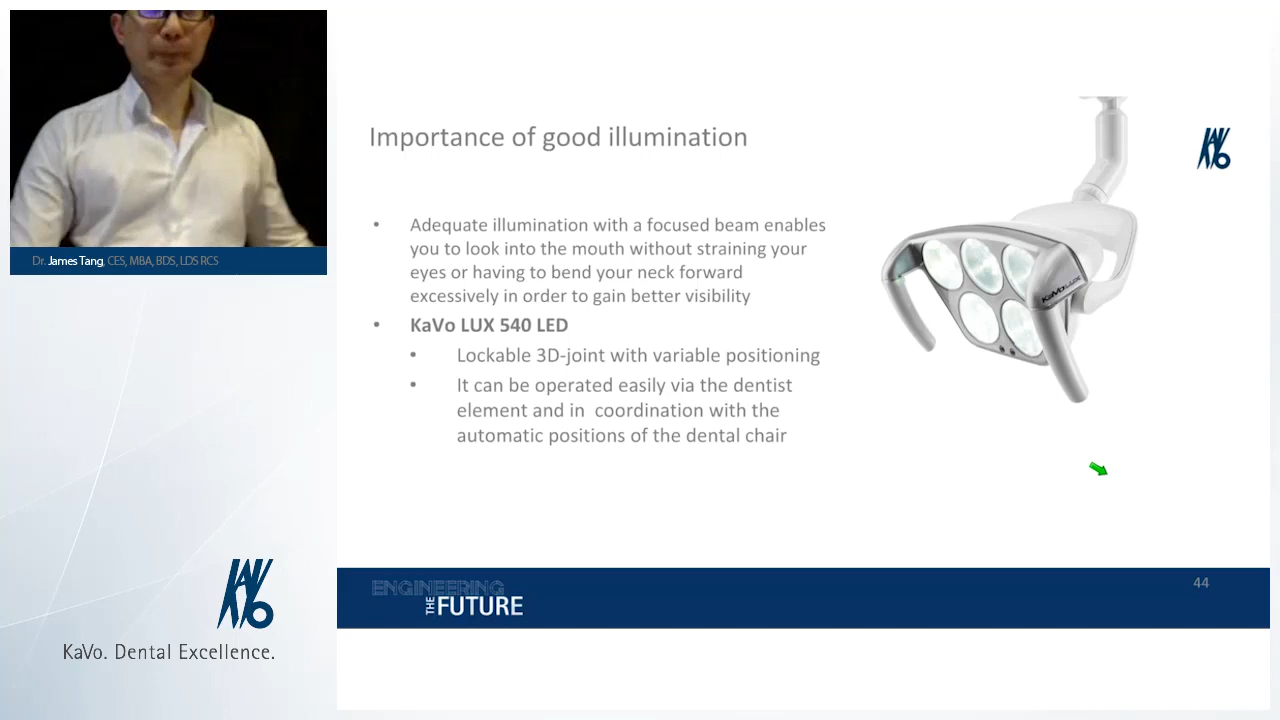 Dr. James Tang, CES, MBA, BDS, LDS RCS
Importance of good illumination
KAVO
• Adequate illumination with a focused beam enables
you to look into the mouth without straining your
eyes or having to bend your neck forward
excessively in order to gain better visibility
• KaVo LUX 540 LED
• Lockable 3D-joint with variable positioning
• It can be operated easily via the dentist
element and in coordination with the
automatic positions of the dental chair
KaVo LUX
KAVO
KaVo. Dental Excellence.
ENGINEERING
THE FUTURE
44